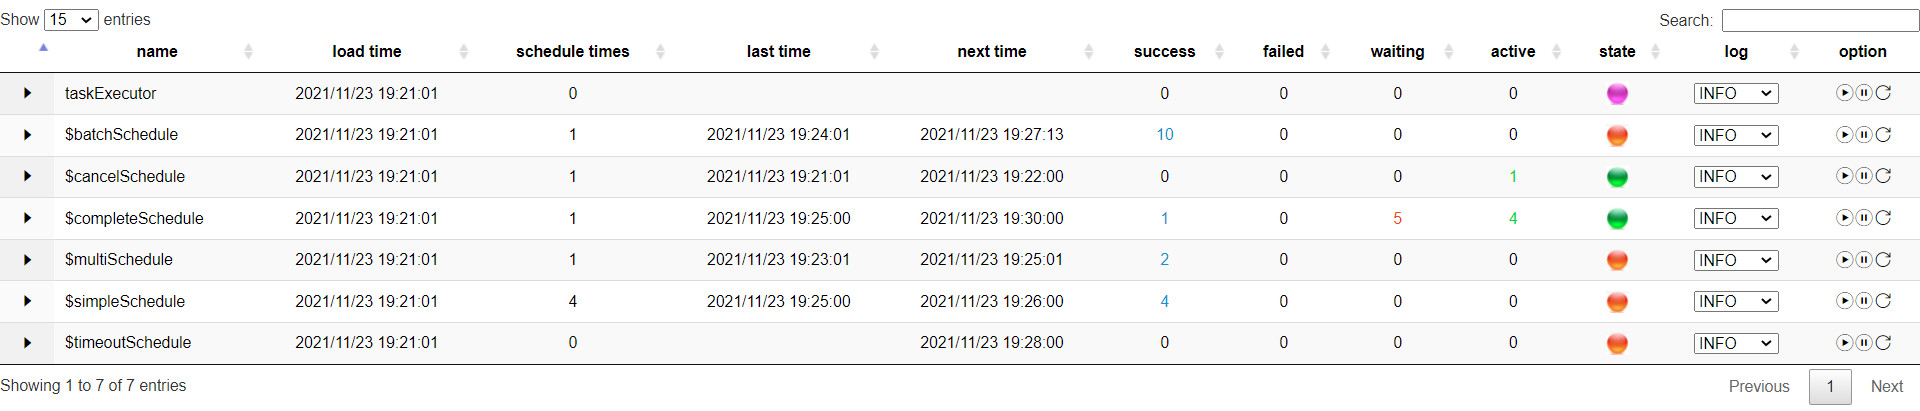 Show 15 entries Search:
name load time schedule times last time next time success failed waiting active state log option
taskExecutor 2021/11/23 19:21:01 0 0 0 0 0 INFO
$batchSchedule 2021/11/23 19:21:01 1 2021/11/23 19:24:01 2021/11/23 19:27:13 10 0 0 0 INFO
$cancelSchedule 2021/11/23 19:21:01 1 2021/11/23 19:21:01 2021/11/23 19:22:00 0 0 0 1 INFO
$completeSchedule 2021/11/23 19:21:01 1 2021/11/23 19:25:00 2021/11/23 19:30:00 1 0 5 4 INFO
$multiSchedule 2021/11/23 19:21:01 1 2021/11/23 19:23:01 2021/11/23 19:25:01 2 0 0 0 INFO
$simpleSchedule 2021/11/23 19:21:01 4 2021/11/23 19:25:00 2021/11/23 19:26:00 4 0 0 0 INFO
$timeoutSchedule 2021/11/23 19:21:01 0 2021/11/23 19:28:00 0 0 0 0 INFO
Showing 1 to 7 of 7 entries Previous 1 Next